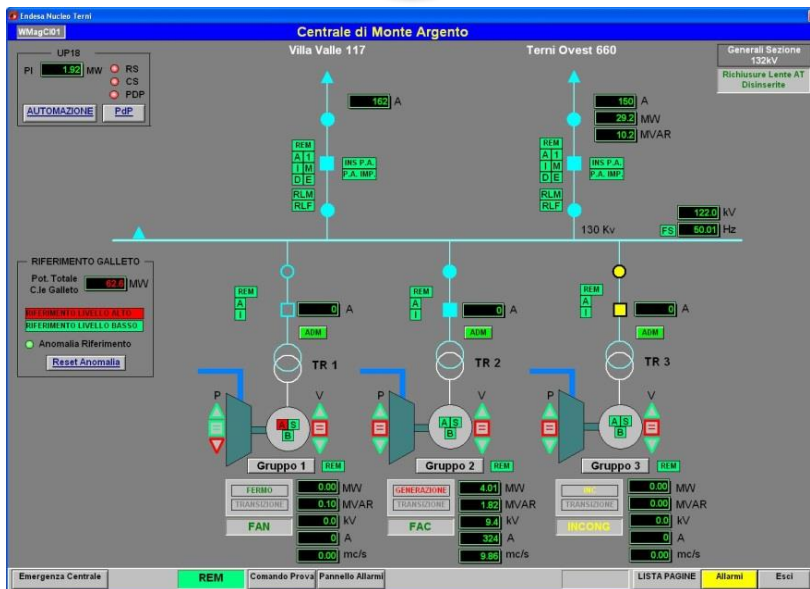 Endesa Nucleo Terni
WMagCl01
Centrale di Monte Argento
UP18
PI 1.92 MW
RS
CS
PDP
AUTOMAZIONE PdP
Villa Valle 117
Terni Ovest 660
Generali Sezione
132kV
Richiusure Lente AT
Disinserite
162 A
150 A
29.2 MW
10.2 MVAR
REM
A 1
I M
D E
RLM
RLF
INS P.A.
P.A. IMP.
REM
A 1
I M
D E
RLM
RLF
INS P.A.
P.A. IMP.
130 Kv
122.0 kV
FS 50.01 Hz
RIFERIMENTO GALLETO
Pot. Totale
C.le Galleto
62.6 MW
RIFERIMENTO LIVELLO ALTO
RIFERIMENTO LIVELLO BASSO
Anomalia Riferimento
Reset Anomalia
REM
A
I
0 A
ADM
TR 1
REM
A
I
0 A
ADM
TR 2
REM
A
I
0 A
ADM
TR 3
P V
A S
B
Gruppo 1 REM
P V
A S
B
Gruppo 2 REM
P V
A S
B
Gruppo 3 REM
FERMO
TRANSIZIONE
FAN
0.00 MW
0.10 MVAR
0.0 kV
0 A
0.00 mc/s
GENERAZIONE
TRANSIZIONE
FAC
4.01 MW
1.82 MVAR
9.4 kV
324 A
9.86 mc/s
INC
TRANSIZIONE
INCONG
0.00 MW
0.00 MVAR
0.0 kV
0 A
0.00 mc/s
Emergenza Centrale REM Comando Prova Pannello Allarmi LISTA PAGINE Allarmi Esci